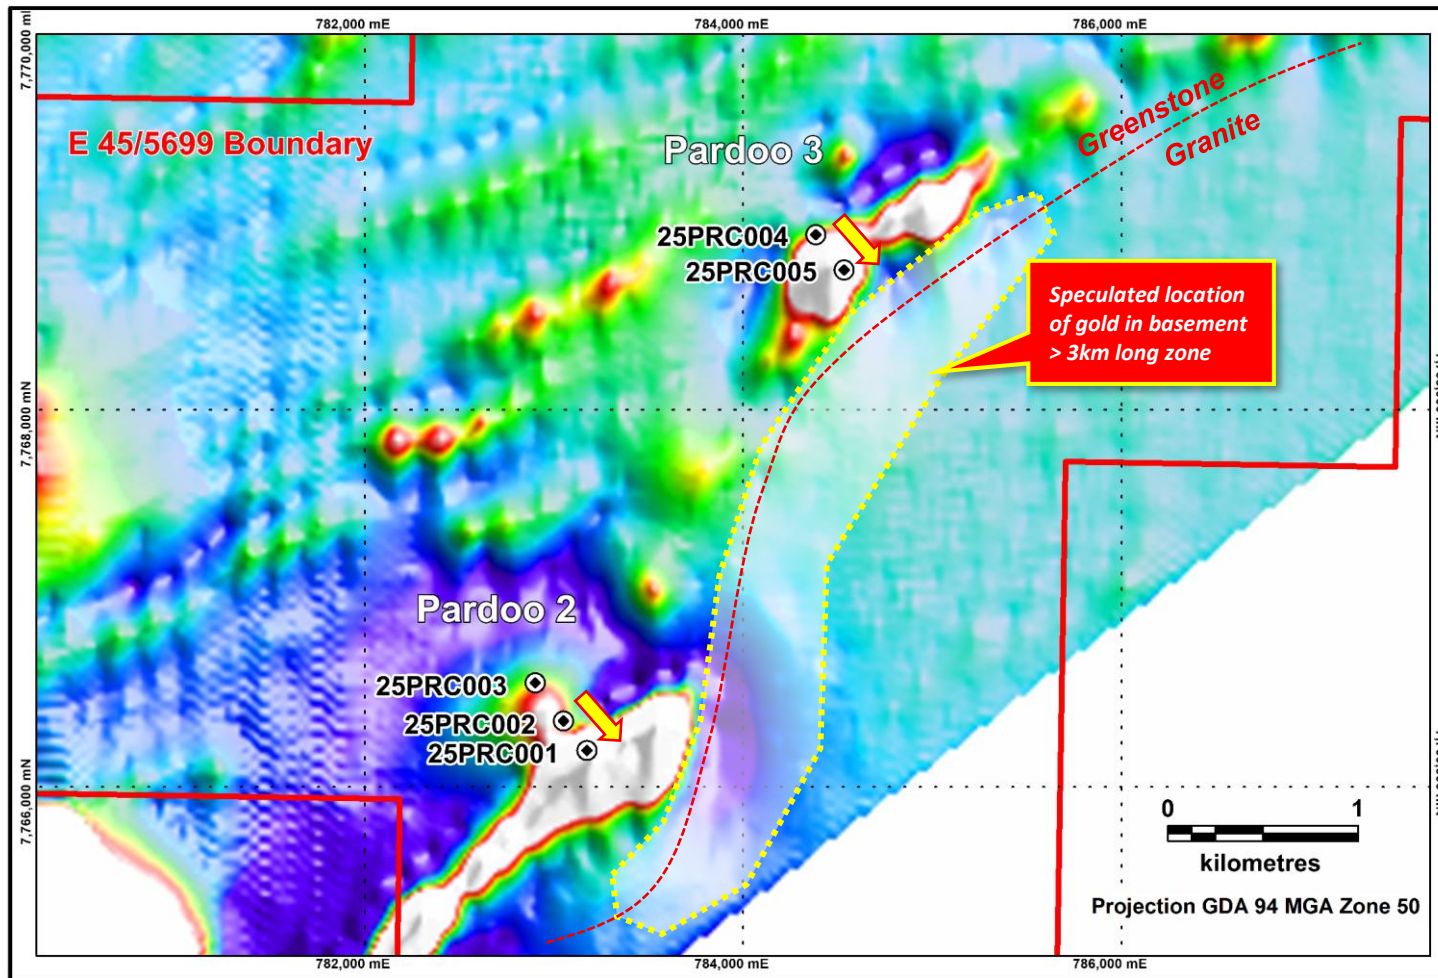 782,000 mE
784,000 mE
786,000 mE
7,770,000 ml
E 45/5699 Boundary
Pardoo 3
Greenstone
Granite
25PRC004
25PRC005
Speculated location
of gold in basement
> 3km long zone
7,768,000 mN
Pardoo 2
25PRC003
25PRC002
25PRC001
7,766,000 mN
0 1
kilometres
Projection GDA 94 MGA Zone 50
782,000 mE
784,000 mE
786,000 mE